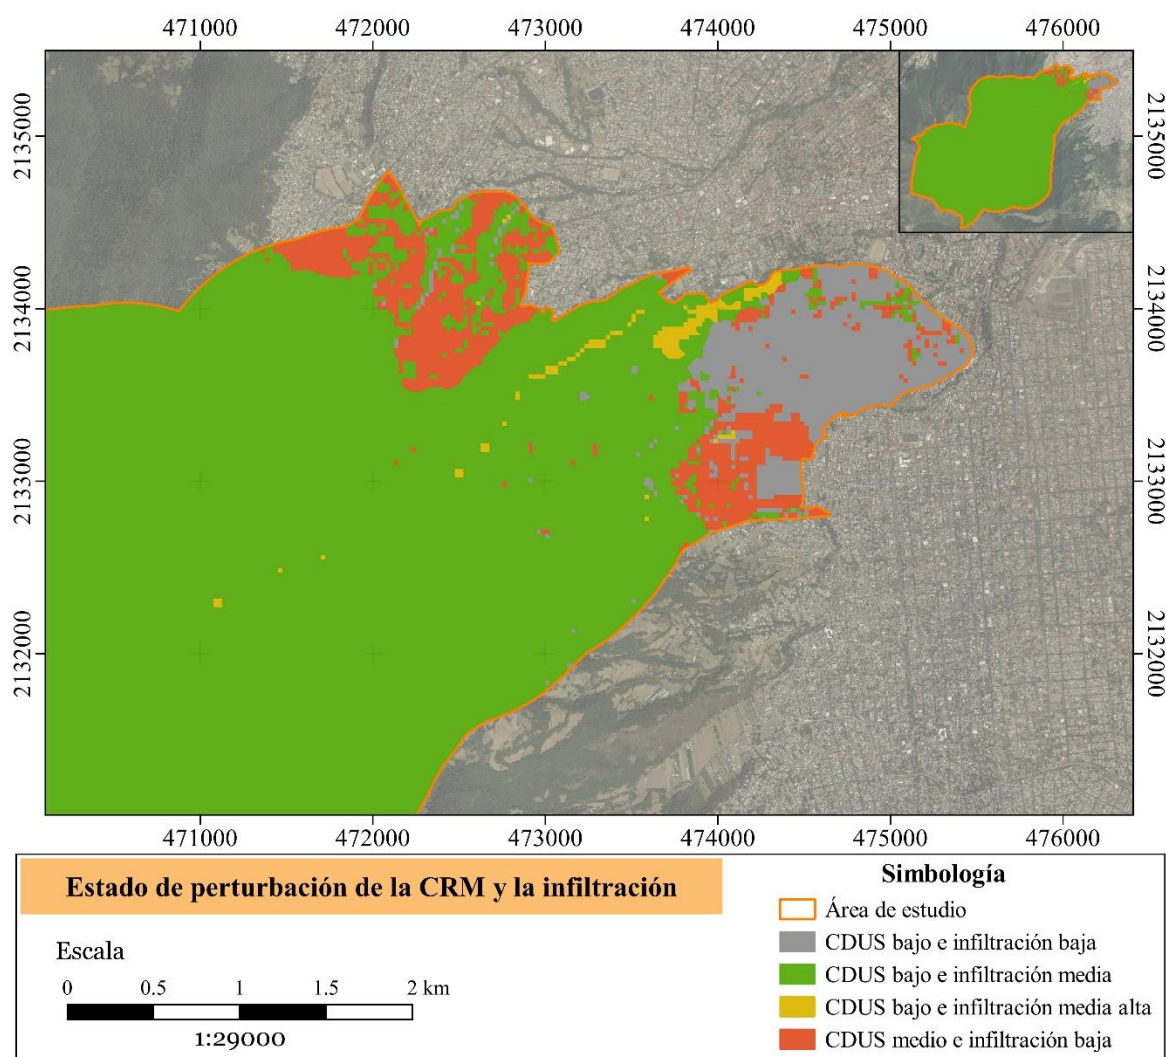 471000 472000 473000 474000 475000 476000
2135000 2135000
2134000 2134000
2133000 2133000
2132000 2132000
471000 472000 473000 474000 475000 476000
Estado de perturbación de la CRM y la infiltración
Escala
0 0.5 1 1.5 2 km
1:29000
Simbología
Área de estudio
CDUS bajo e infiltración baja
CDUS bajo e infiltración media
CDUS bajo e infiltración media alta
CDUS medio e infiltración baja